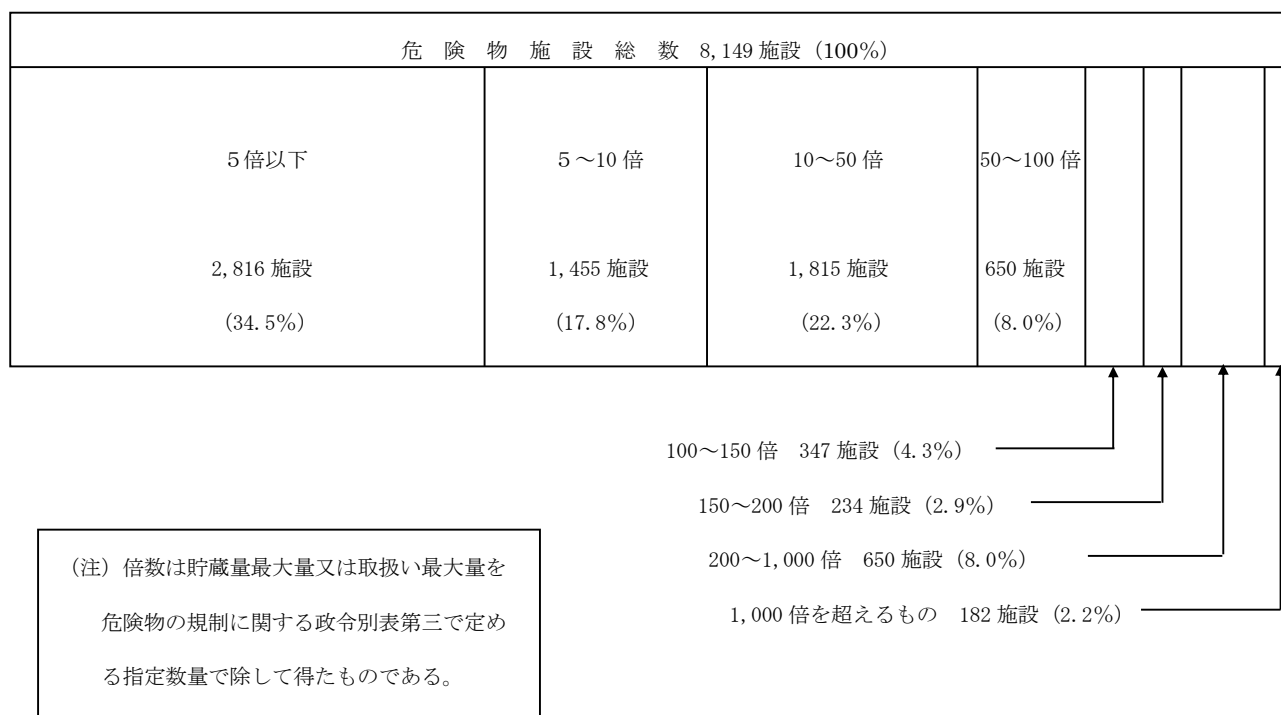 危 険 物 施 設 総 数 8,149 施設（100％）
５倍以下
５～10 倍
10～50 倍
50～100 倍
2,816 施設
1,455 施設
1,815 施設
650 施設
（34.5％）
（17.8％）
（22.3％）
（8.0％）
100～150 倍　347 施設（4.3％）
150～200 倍　234 施設（2.9％）
200～1,000 倍　650 施設（8.0％）
1,000 倍を超えるもの　182 施設（2.2％）
（注）倍数は貯蔵量最大量又は取扱い最大量を
危険物の規制に関する政令別表第三で定め
る指定数量で除して得たものである。